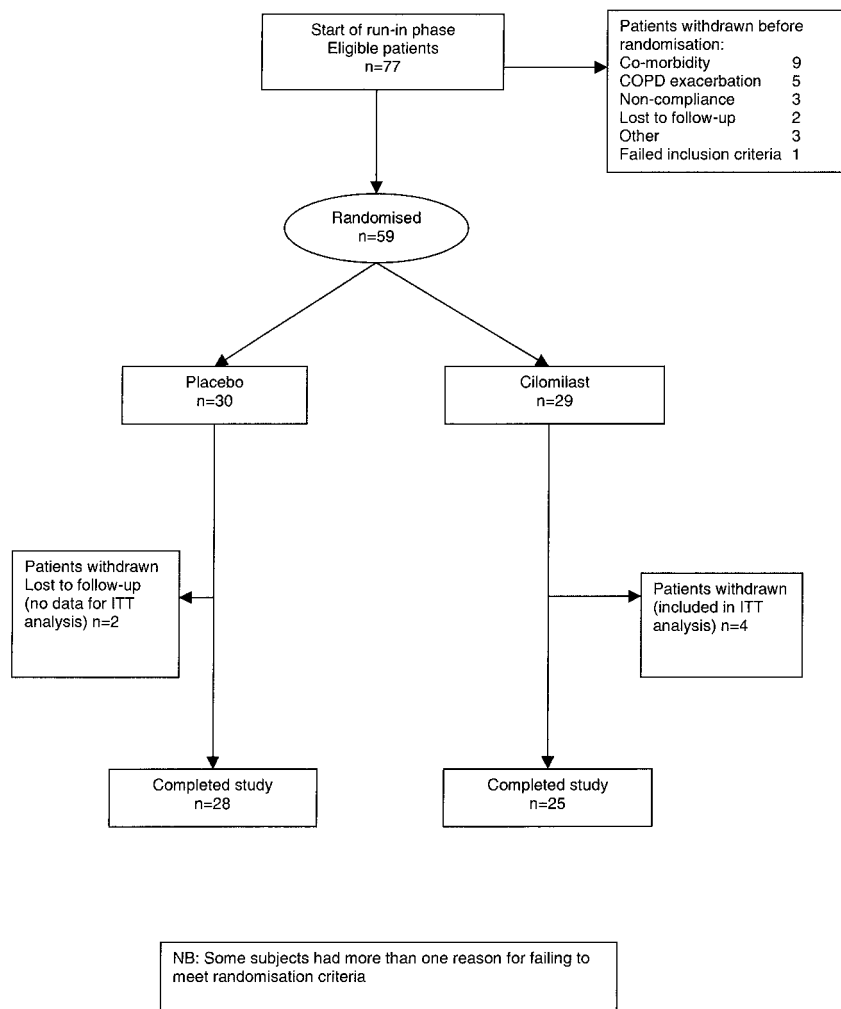 Start of run-in phase
Eligible patients
n=77
Patients withdrawn before
randomisation:
Co-morbidity 9
COPD exacerbation 5
Non-compliance 3
Lost to follow-up 2
Other 3
Failed inclusion criteria 1
Randomised
n=59
Placebo
n=30
Cilomilast
n=29
Patients withdrawn
Lost to follow-up
(no data for ITT
analysis) n=2
Patients withdrawn
(included in ITT
analysis) n=4
Completed study
n=28
Completed study
n=25
NB: Some subjects had more than one reason for failing to
meet randomisation criteria